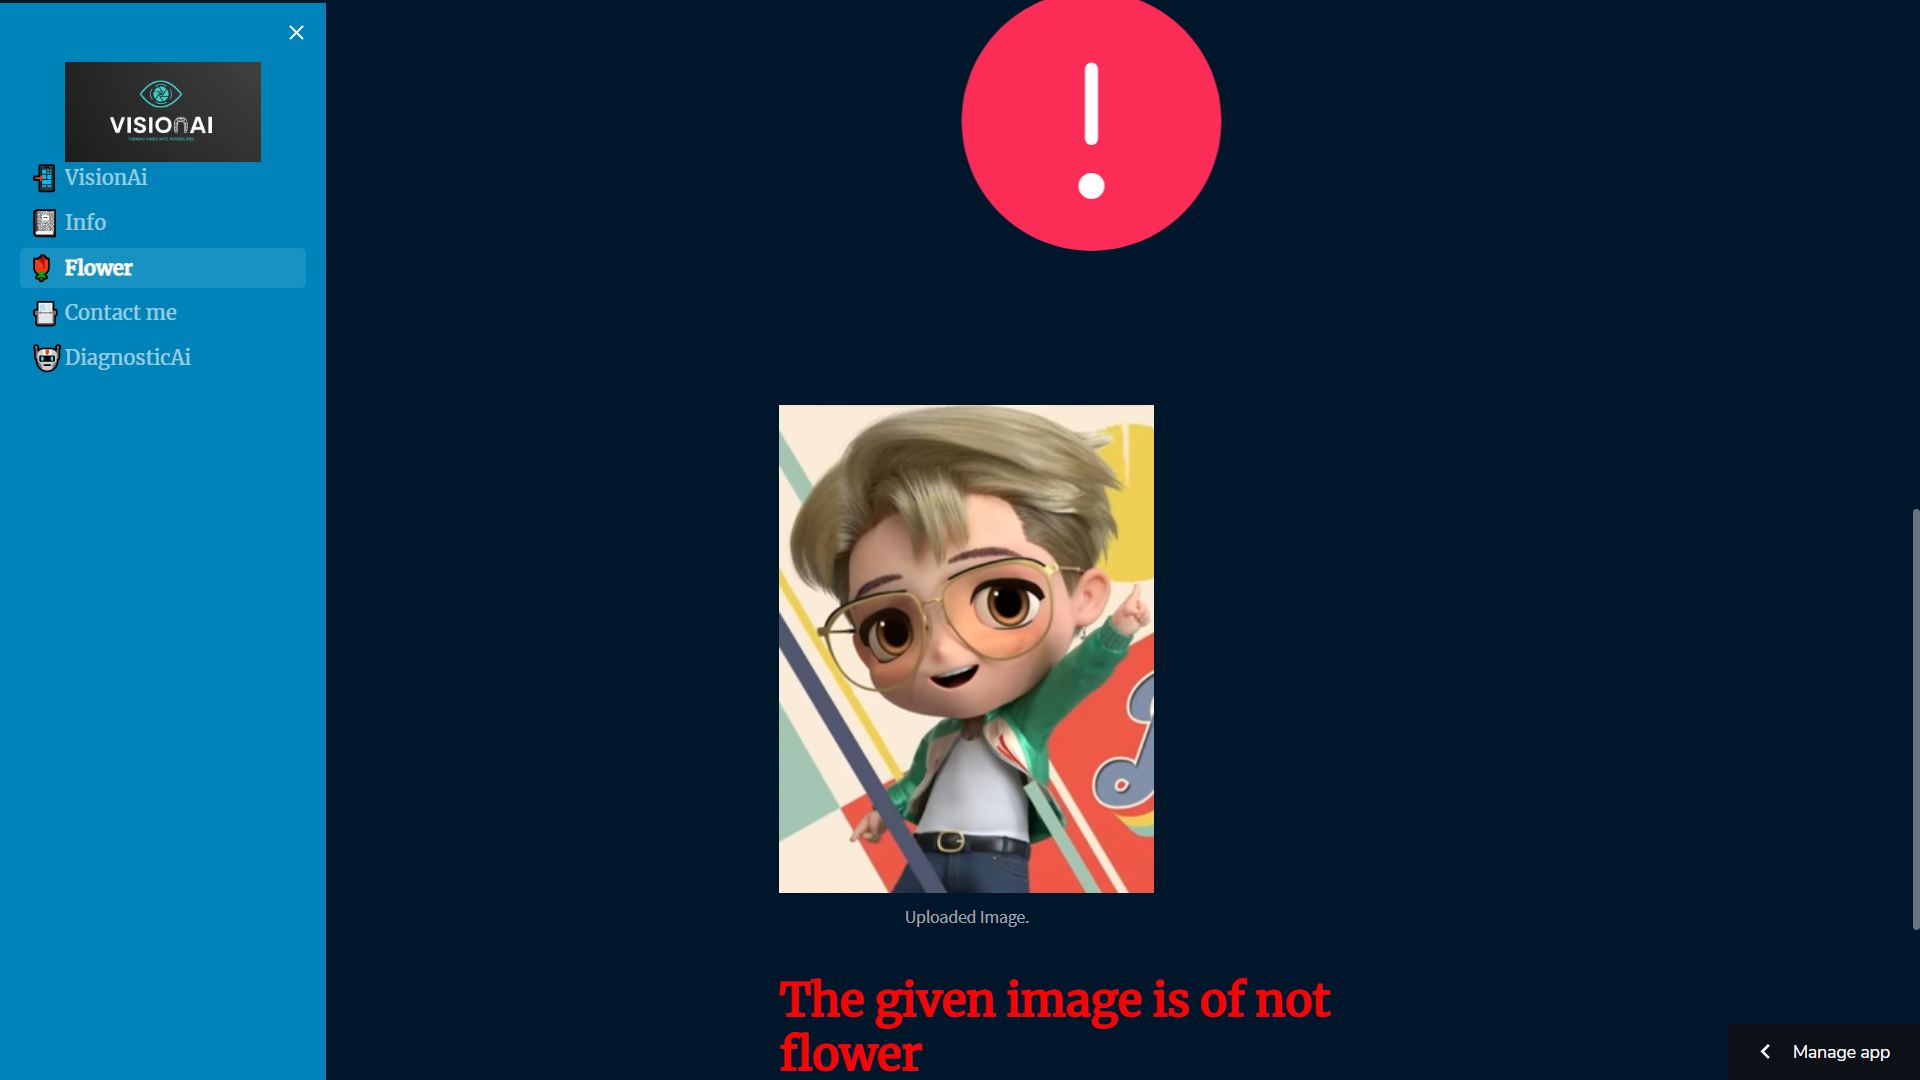 VISIONAI
VisionAi
Info
Flower
Contact me
DiagnosticAi
Uploaded Image.
The given image is of not
flower
Manage app